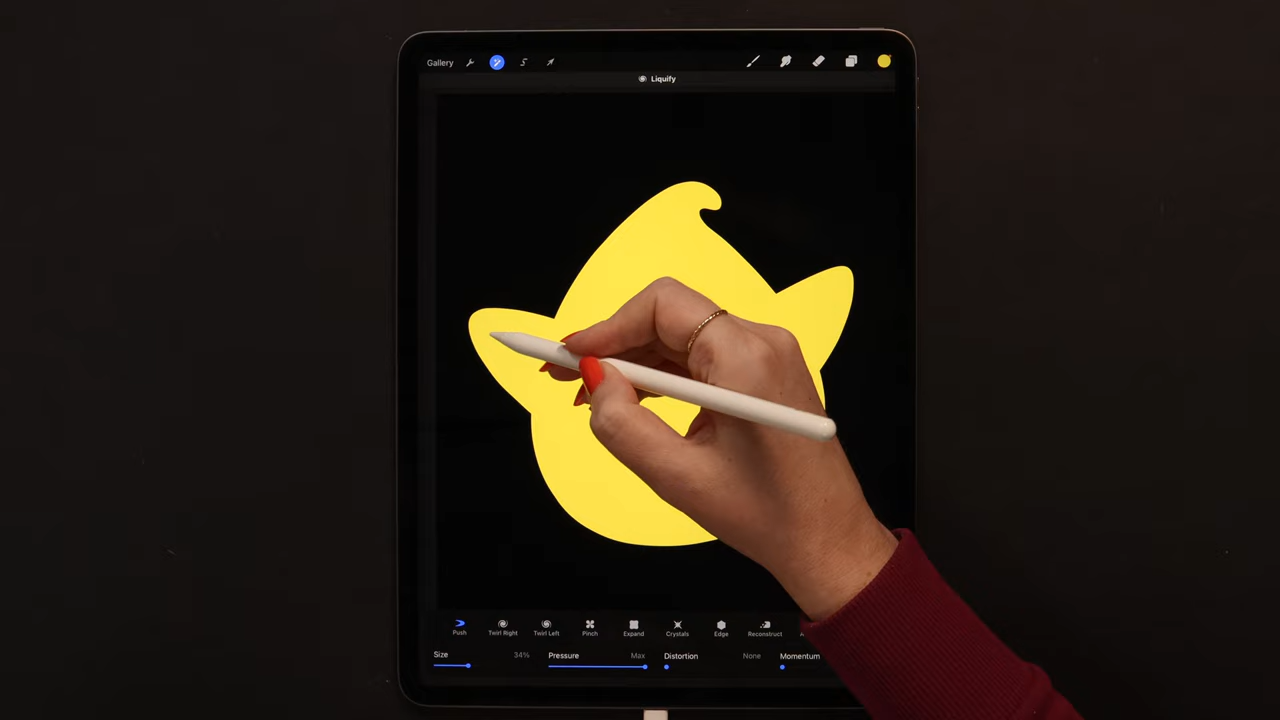 Gallery
Liquify
Push
Twirl Right
Twirl Left
Pinch
Expand
Crystals
Edge
Reconstruct
Size 34%
Pressure Max
Distortion None
Momentum